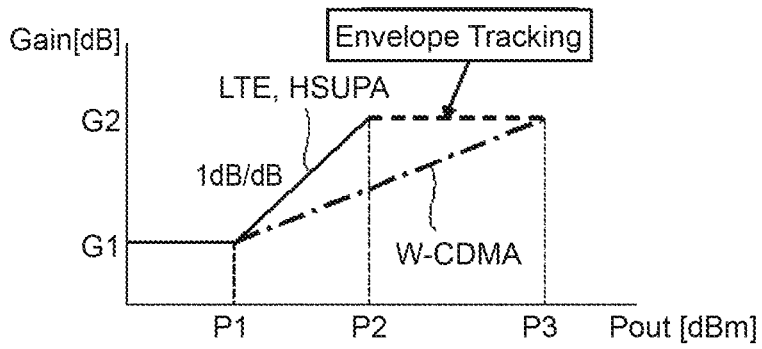 Envelope Tracking
Gain[dB]
LTE, HSUPA
G2
1dB/dB
G1
W-CDMA
P1 P2 P3 Pout [dBm]